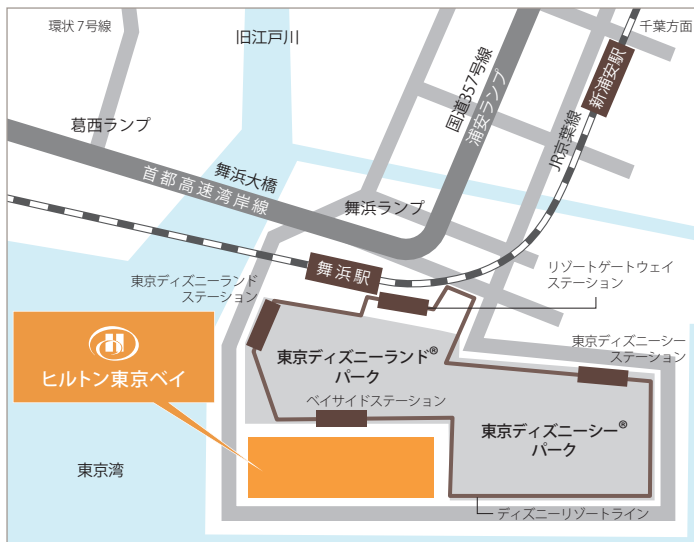 環状7号線
旧江戸川
千葉方面
国道357号線
浦安ランプ
新浦安駅
JR京葉線
葛西ランプ
舞浜大橋
首都高速湾岸線
舞浜ランプ
舞浜駅
リゾートゲートウェイ
ステーション
東京ディズニーランド
ステーション
東京ディズニーシー
ステーション
H
ヒルトン東京ベイ
東京ディズニーランド®
パーク
ベイサイドステーション
東京ディズニーシー®
パーク
東京湾
ディズニーリゾートライン